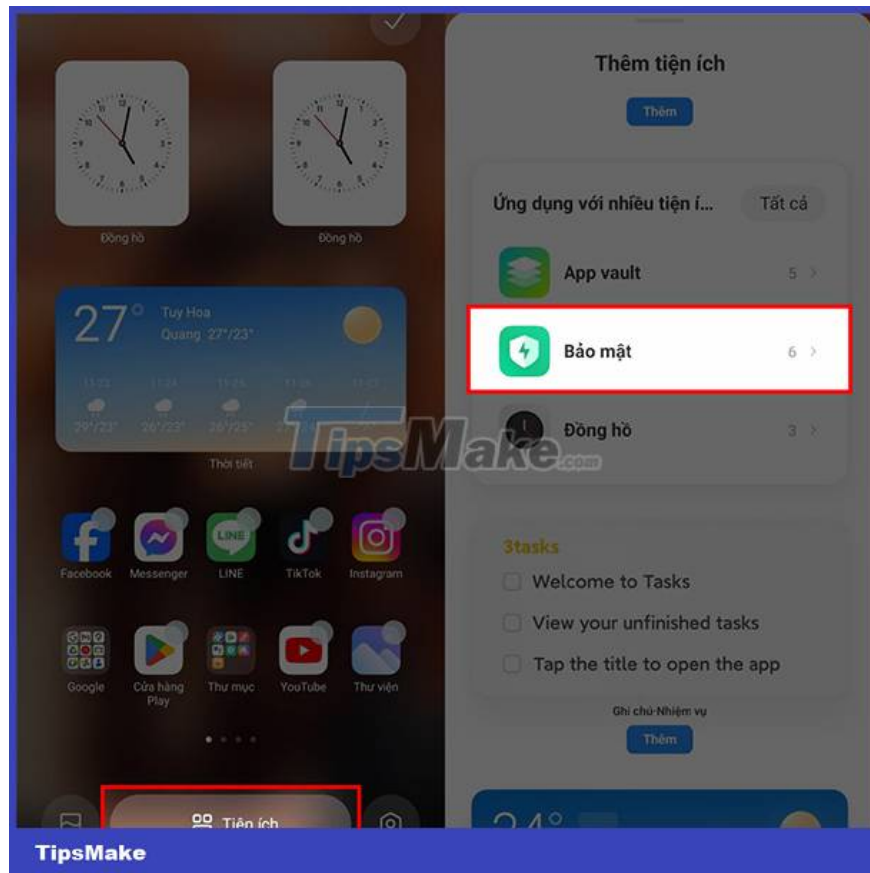 Đồng hồ
Đồng hồ
27°
Tuy Hoa
Quang 27°/23°
Thời tiết
Facebook
Messenger
LINE
TikTok
Instagram
Google
Cửa hàng
Play
Thư mục
YouTube
Thư viện
Tiện ích
Thêm tiện ích
Thêm
Ứng dụng với nhiều tiện í...
Tất cả
App vault
5
Bảo mật
6
Đồng hồ
3
3tasks
Welcome to Tasks
View your unfinished tasks
Tap the title to open the app
Ghi chú-Nhiệm vụ
Thêm
24°
TipsMake.com
TipsMake